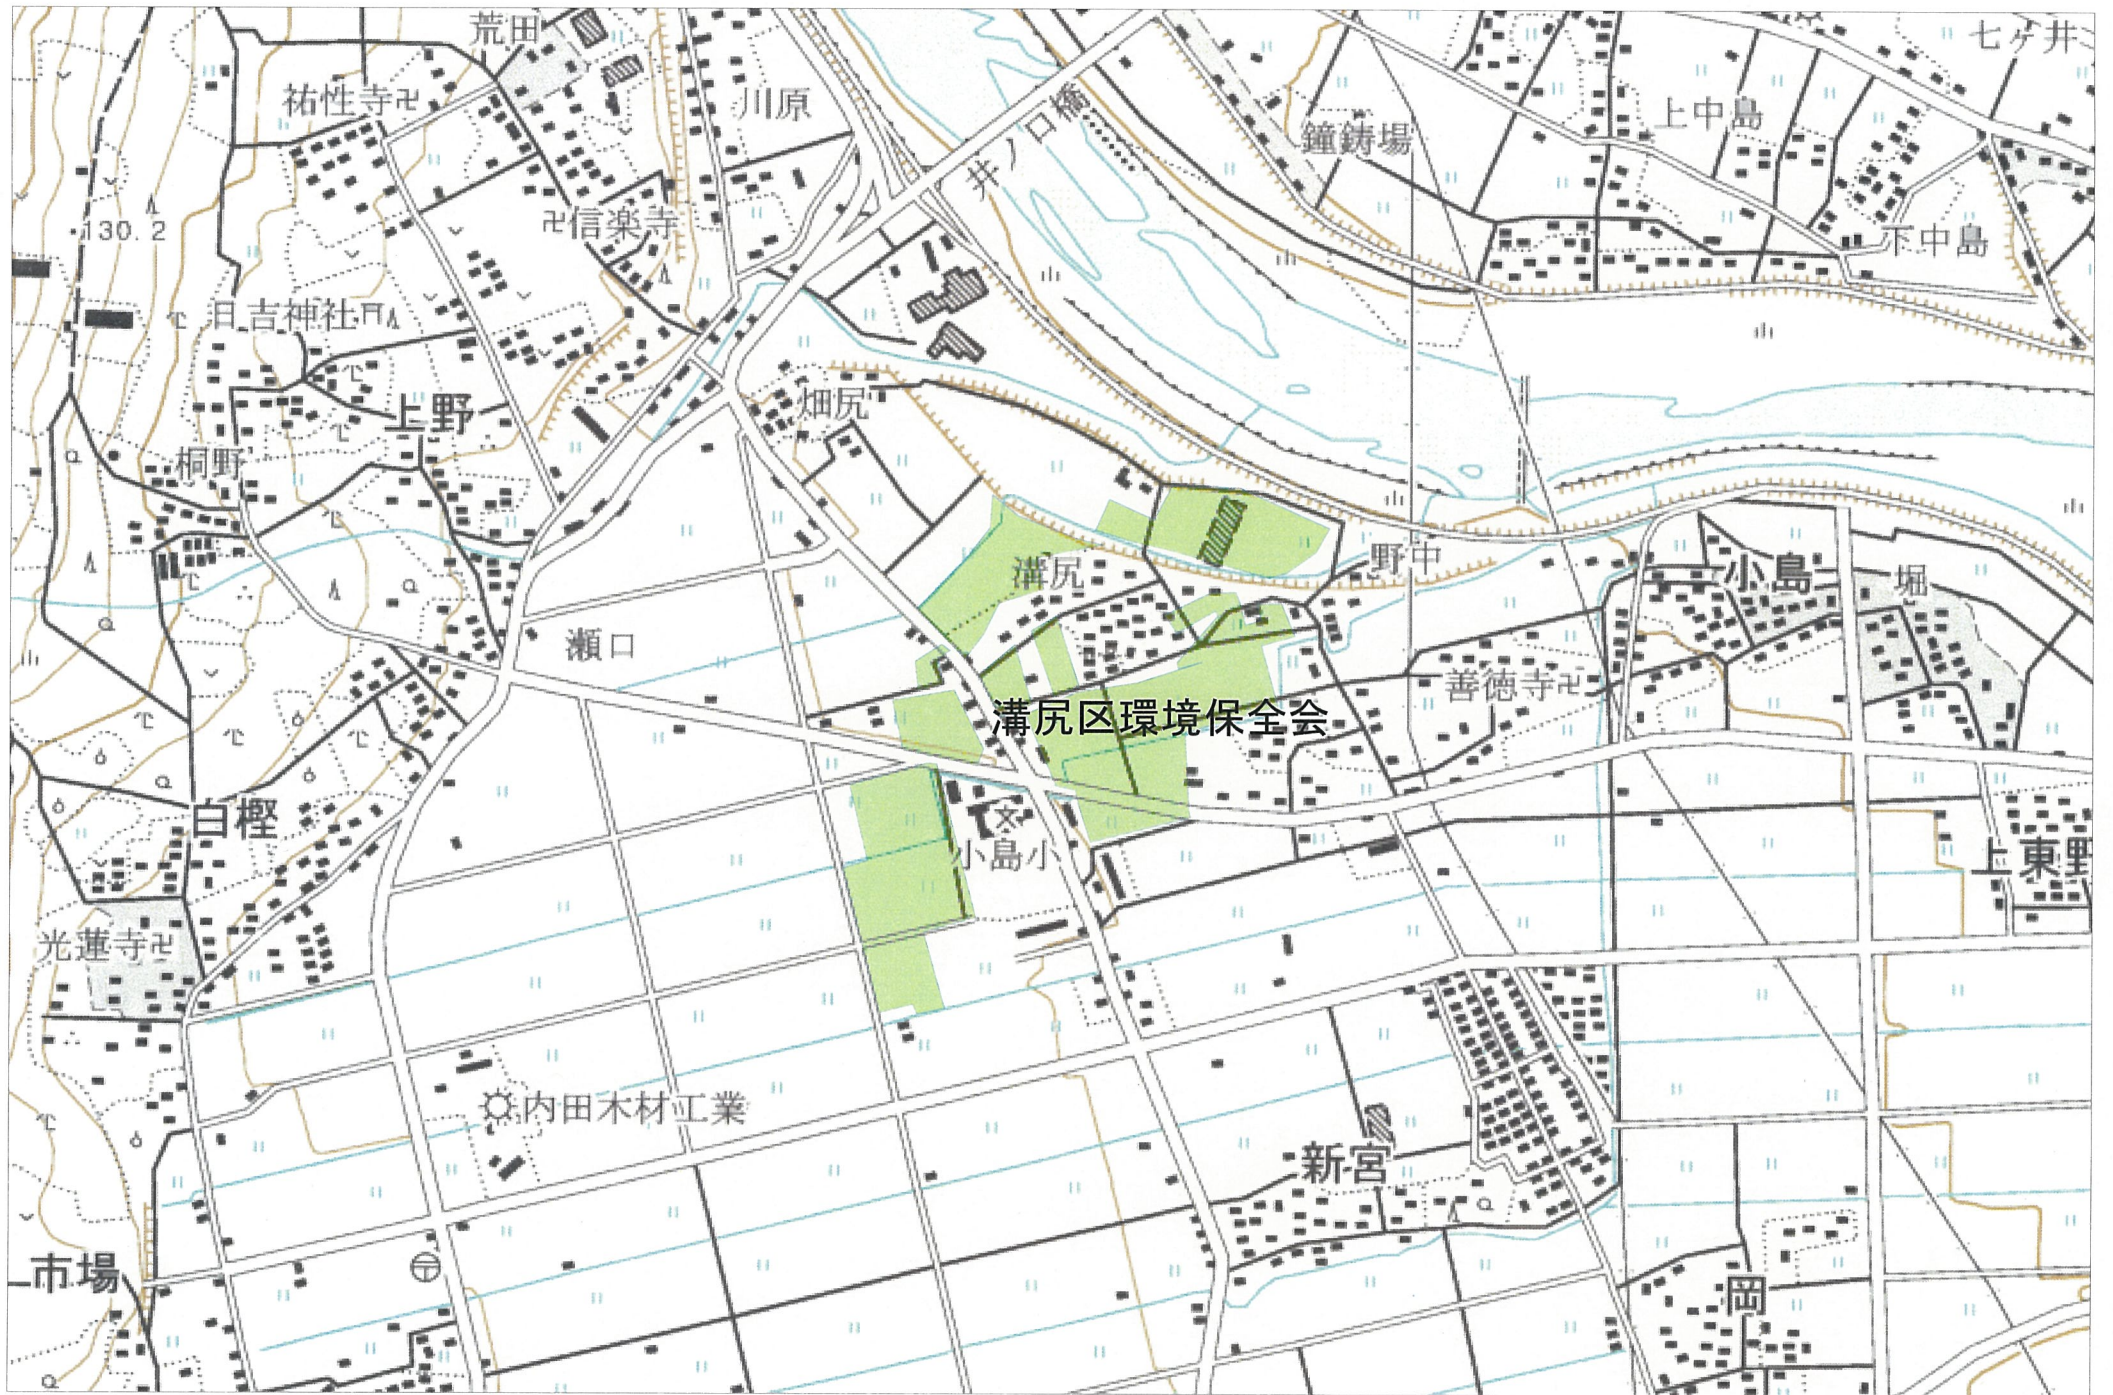 荒田
七ヶ井
祐性寺
川原
井ノ口橋
鐘鋳場
上中島
信楽寺
下中島
130.2
日吉神社
上野
畑尻
桐野
溝尻
野中
小島
堀
瀬口
善徳寺
溝尻区環境保全会
白樫
小島小
上東野
光蓮寺
内田木材工業
新宮
市場
岡